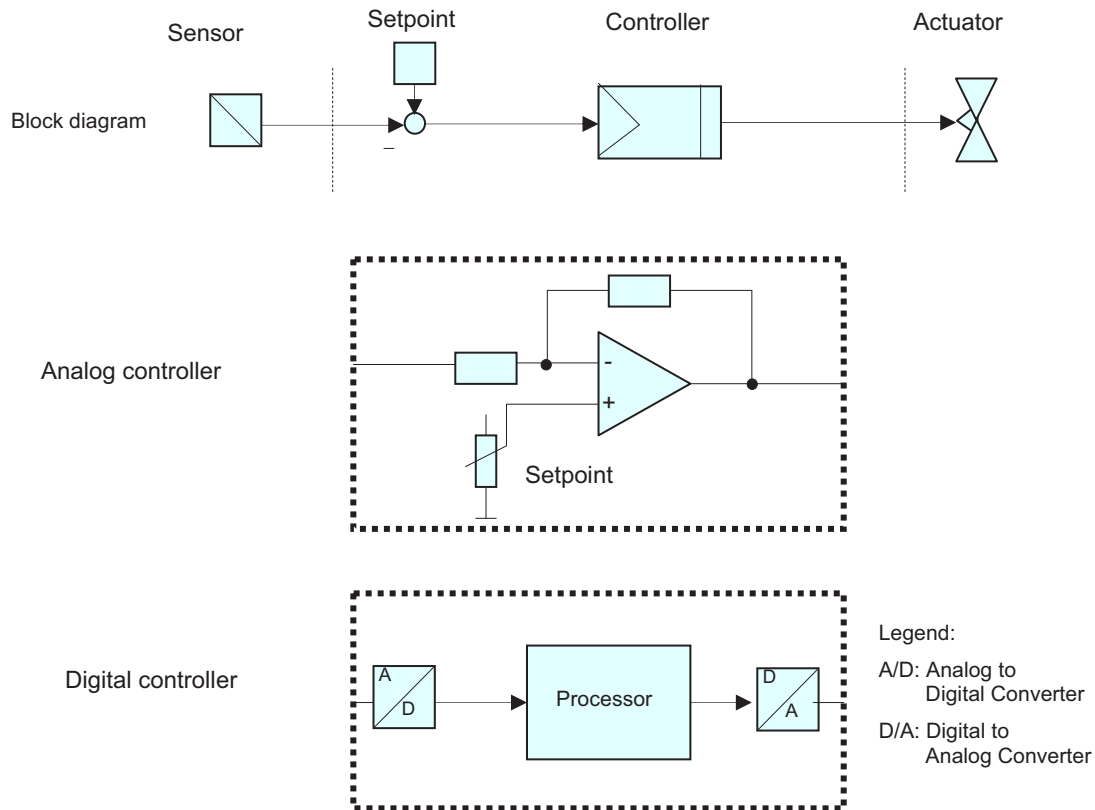 Sensor
Setpoint
Controller
Actuator
Block diagram
–
Analog controller
-
+
Setpoint
Digital controller
A
D
Processor
D
A
Legend:
A/D: Analog to
Digital Converter
D/A: Digital to
Analog Converter